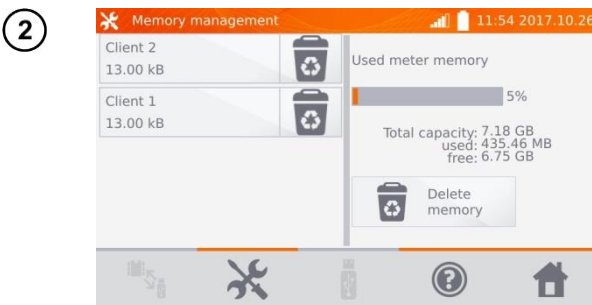 2
Memory management
11:54 2017.10.26
Client 2
13.00 kB
Client 1
13.00 kB
Used meter memory
5%
Total capacity: 7.18 GB
used: 435.46 MB
free: 6.75 GB
Delete
memory
?